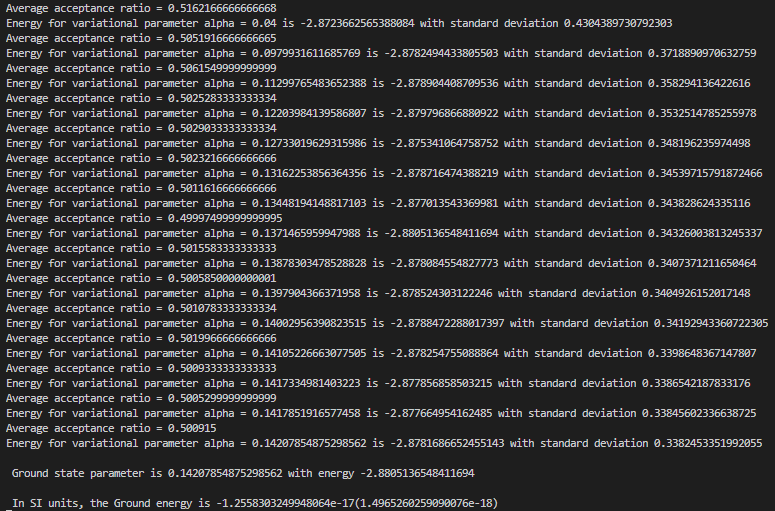 Average acceptance ratio = 0.5162166666666668
Energy for variational parameter alpha = 0.04 is -2.8723662565388084 with standard deviation 0.4304389730792303
Average acceptance ratio = 0.5051916666666665
Energy for variational parameter alpha = 0.0979931611685769 is -2.8782494433805503 with standard deviation 0.3718890970632759
Average acceptance ratio = 0.5061549999999999
Energy for variational parameter alpha = 0.11299765483652388 is -2.878904408709536 with standard deviation 0.358294136422616
Average acceptance ratio = 0.5025283333333334
Energy for variational parameter alpha = 0.12203984139586807 is -2.879796866880922 with standard deviation 0.3532514785255978
Average acceptance ratio = 0.5029033333333334
Energy for variational parameter alpha = 0.12733019629315986 is -2.875341064758752 with standard deviation 0.348196235974498
Average acceptance ratio = 0.5023216666666666
Energy for variational parameter alpha = 0.13162253856364356 is -2.878716474388219 with standard deviation 0.34539715791872466
Average acceptance ratio = 0.5011616666666666
Energy for variational parameter alpha = 0.13448194148817103 is -2.877013543369981 with standard deviation 0.343828624335116
Average acceptance ratio = 0.49997499999999995
Energy for variational parameter alpha = 0.1371465959947988 is -2.8805136548411694 with standard deviation 0.34326003813245337
Average acceptance ratio = 0.5015583333333333
Energy for variational parameter alpha = 0.13878303478528828 is -2.878084554827773 with standard deviation 0.3407371211650464
Average acceptance ratio = 0.5005850000000001
Energy for variational parameter alpha = 0.1397904366371958 is -2.878524303122246 with standard deviation 0.3404926152017148
Average acceptance ratio = 0.5010783333333334
Energy for variational parameter alpha = 0.14002956390823515 is -2.8788472288017397 with standard deviation 0.34192943360722305
Average acceptance ratio = 0.5019966666666666
Energy for variational parameter alpha = 0.14105226663077505 is -2.878254755088864 with standard deviation 0.3398648367147807
Average acceptance ratio = 0.5009333333333333
Energy for variational parameter alpha = 0.1417334981403223 is -2.877856858503215 with standard deviation 0.3386542187833176
Average acceptance ratio = 0.5005299999999999
Energy for variational parameter alpha = 0.1417851916577458 is -2.877664954162485 with standard deviation 0.33845602336638725
Average acceptance ratio = 0.500915
Energy for variational parameter alpha = 0.14207854875298562 is -2.8781686652455143 with standard deviation 0.3382453351992055
Ground state parameter is 0.14207854875298562 with energy -2.8805136548411694
In SI units, the Ground energy is -1.2558303249948064e-17(1.4965260259090076e-18)